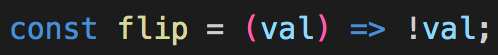 const flip = (val) => !val;